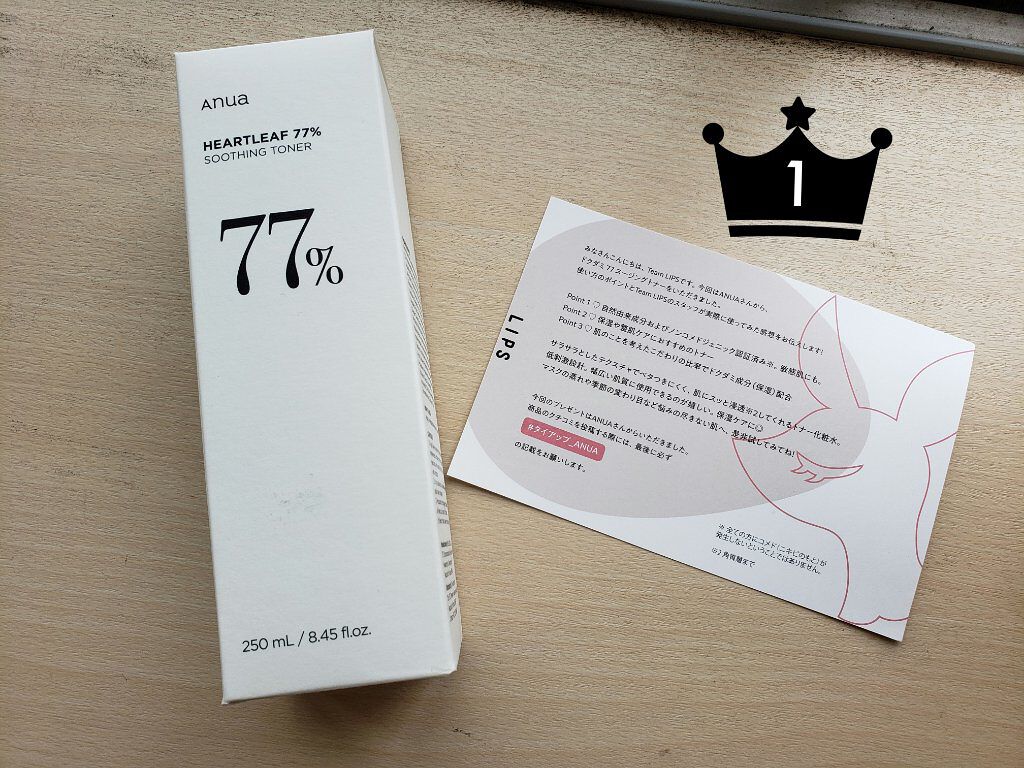 Anua
HEARTLEAF 77%
SOOTHING TONER
77%
250 mL / 8.45 fl.oz.
1
LIPS
みなさんこんにちは、Team LIPSです。今回はANUAさんから、
ドクダミ77 スージングトナーをいただきました。
使い方のポイントとTeam LIPSのスタッフが実際に使ってみた感想をお伝えします!
Point 1 ♡ 自然由来成分およびノンコメドジェニック認証済み※。敏感肌にも。
Point 2 ♡ 保湿や整肌ケアにおすすめのトナー
Point 3 ♡ 肌のことを考えたこだわりの比率でドクダミ成分(保湿)配合
サラサラとしたテクスチャでベタつきにくく、肌にスッと浸透※2してくれるトナー化粧水。
低刺激設計。幅広い肌質に使用できるのが嬉しい。保湿ケアに◎
マスクの蒸れや季節の変わり目など悩みの尽きない肌へ、是非試してみてね!
今回のプレゼントはANUAさんからいただきました。
商品のクチコミを投稿する際には、最後に必ず
#タイアップ_ANUA
の記載をお願いします。
※ 全ての方にコメド(ニキビのもと)が
発生しないということではありません。
※2 角質層まで